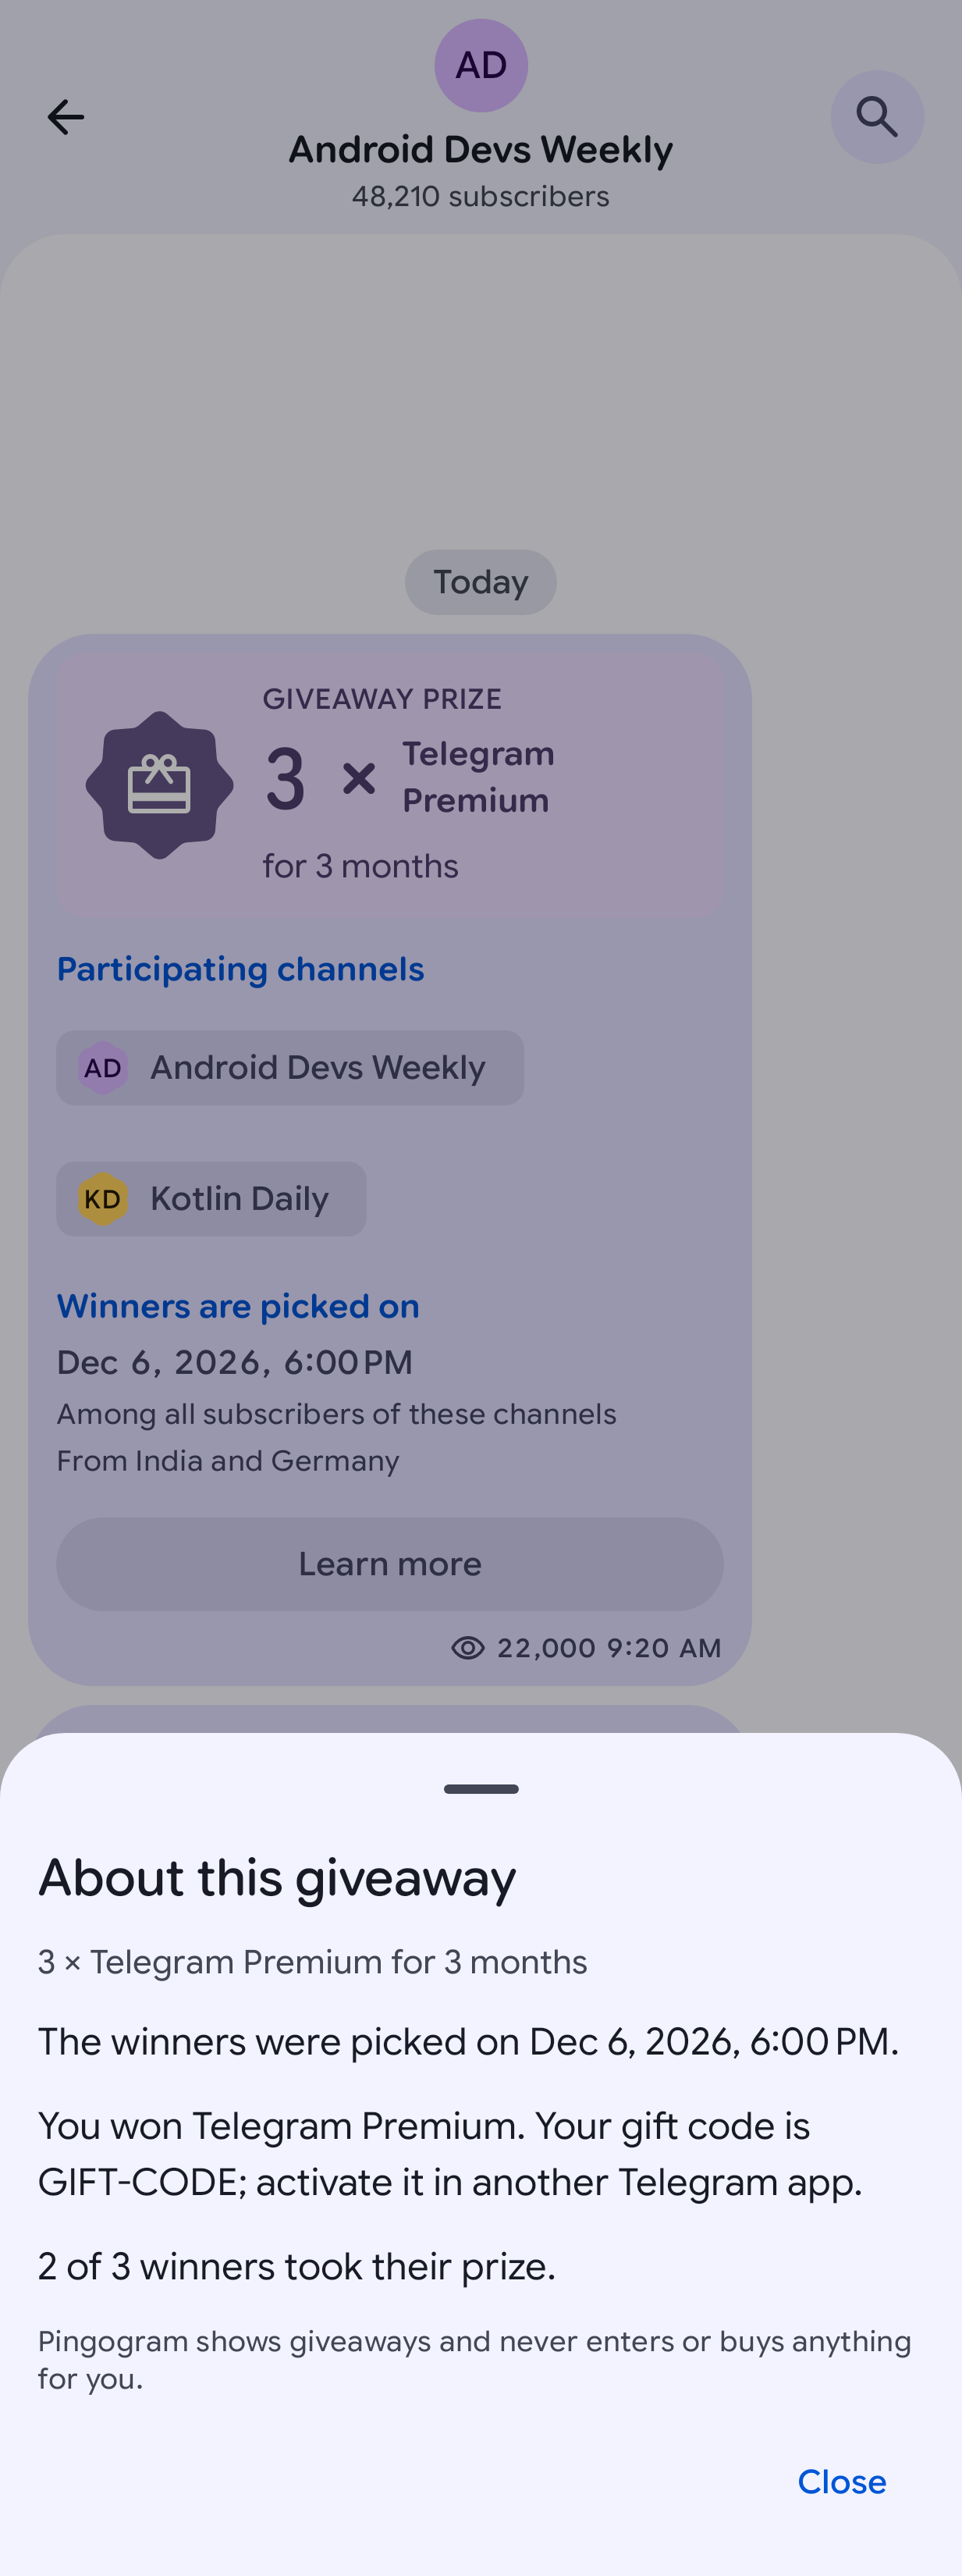 AD
Android Devs Weekly
48,210 subscribers
Today
GIVEAWAY PRIZE
3 × Telegram Premium
for 3 months
Participating channels
AD Android Devs Weekly
KD Kotlin Daily
Winners are picked on
Dec 6, 2026, 6:00 PM
Among all subscribers of these channels
From India and Germany
Learn more
22,000 9:20 AM
About this giveaway
3 × Telegram Premium for 3 months
The winners were picked on Dec 6, 2026, 6:00 PM.
You won Telegram Premium. Your gift code is
GIFT-CODE; activate it in another Telegram app.
2 of 3 winners took their prize.
Pingogram shows giveaways and never enters or buys anything
for you.
Close